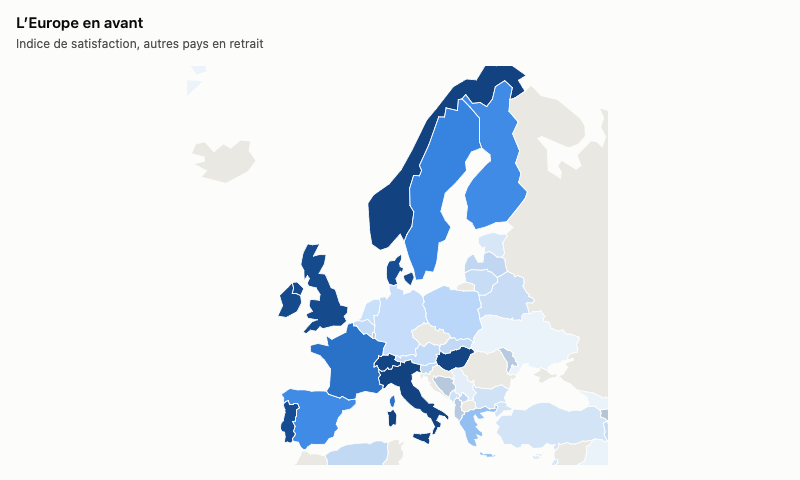 L’Europe en avant
Indice de satisfaction, autres pays en retrait